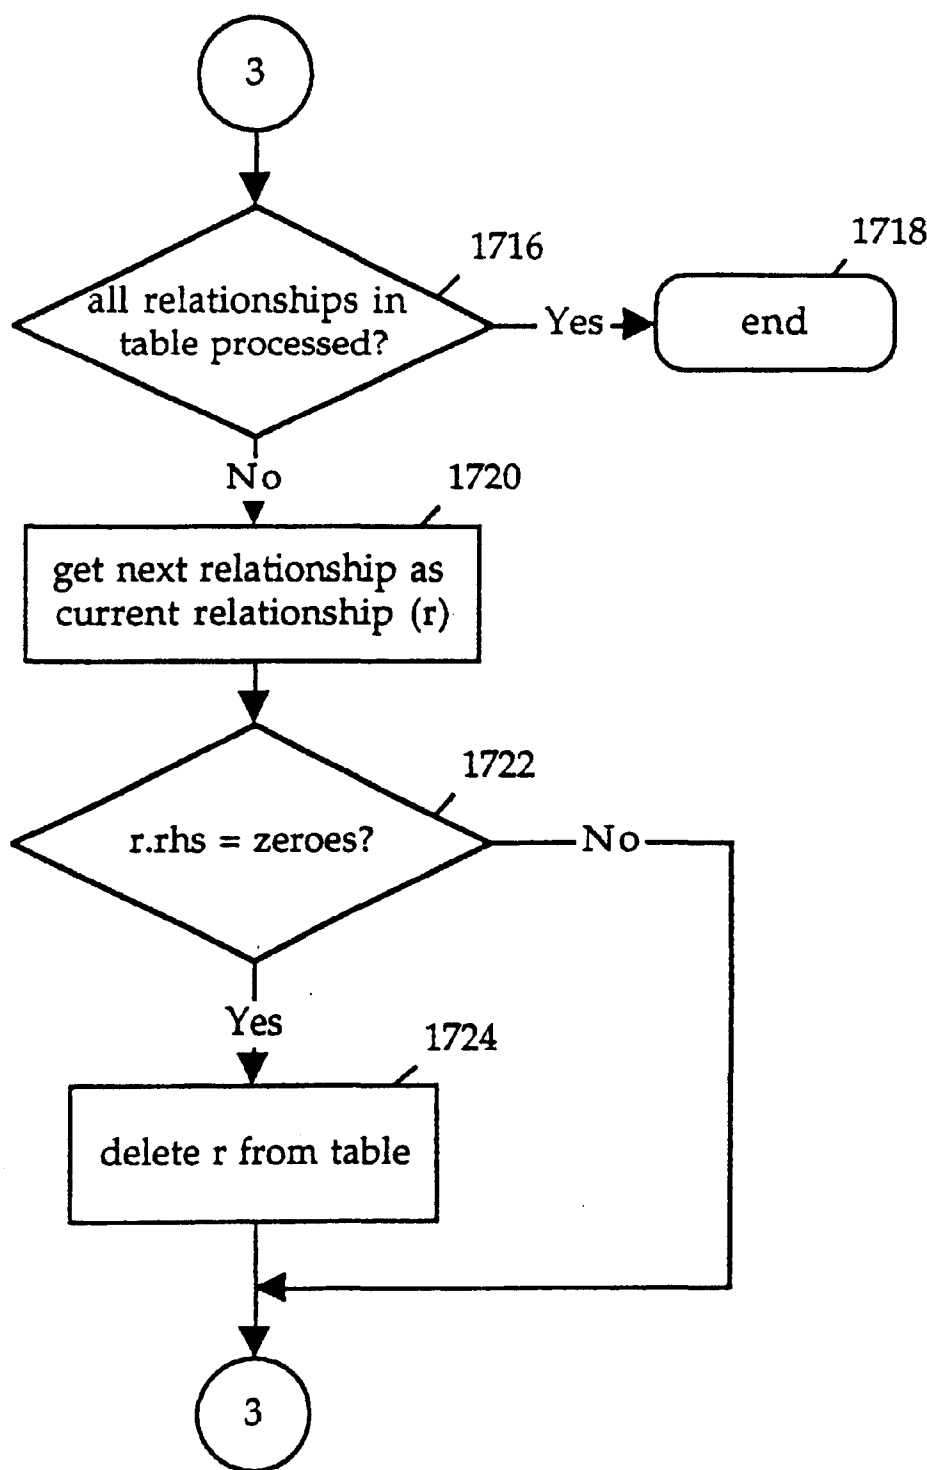 3
1716
1718
all relationships in
table processed?
Yes
end
No
1720
get next relationship as
current relationship (r)
1722
r.rhs = zeroes?
No
Yes
1724
delete r from table
3